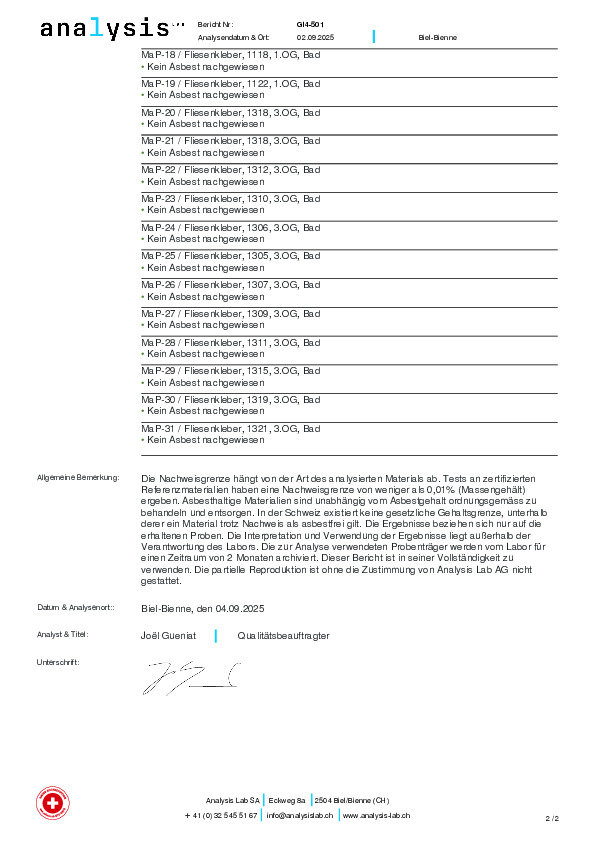 analysis
Bericht Nr: GI4-501
Analysendatum & Ort: 02.09.2025 Biel-Bienne
MaP-18 / Fliesenkleber, 1118, 1.OG, Bad
• Kein Asbest nachgewiesen
MaP-19 / Fliesenkleber, 1122, 1.OG, Bad
• Kein Asbest nachgewiesen
MaP-20 / Fliesenkleber, 1318, 3.OG, Bad
• Kein Asbest nachgewiesen
MaP-21 / Fliesenkleber, 1318, 3.OG, Bad
• Kein Asbest nachgewiesen
MaP-22 / Fliesenkleber, 1312, 3.OG, Bad
• Kein Asbest nachgewiesen
MaP-23 / Fliesenkleber, 1310, 3.OG, Bad
• Kein Asbest nachgewiesen
MaP-24 / Fliesenkleber, 1306, 3.OG, Bad
• Kein Asbest nachgewiesen
MaP-25 / Fliesenkleber, 1305, 3.OG, Bad
• Kein Asbest nachgewiesen
MaP-26 / Fliesenkleber, 1307, 3.OG, Bad
• Kein Asbest nachgewiesen
MaP-27 / Fliesenkleber, 1309, 3.OG, Bad
• Kein Asbest nachgewiesen
MaP-28 / Fliesenkleber, 1311, 3.OG, Bad
• Kein Asbest nachgewiesen
MaP-29 / Fliesenkleber, 1315, 3.OG, Bad
• Kein Asbest nachgewiesen
MaP-30 / Fliesenkleber, 1319, 3.OG, Bad
• Kein Asbest nachgewiesen
MaP-31 / Fliesenkleber, 1321, 3.OG, Bad
• Kein Asbest nachgewiesen
Allgemeine Bemerkung:
Die Nachweisgrenze hängt von der Art des analysierten Materials ab. Tests an zertifizierten
Referenzmaterialien haben eine Nachweisgrenze von weniger als 0,01% (Massengehält)
ergeben. Asbesthaltige Materialien sind unabhängig vom Asbestgehalt ordnungsgemäss zu
behandeln und entsorgen. In der Schweiz existiert keine gesetzliche Gehaltsgrenze, unterhalb
derer ein Material trotz Nachweis als asbestfrei gilt. Die Ergebnisse beziehen sich nur auf die
erhaltenen Proben. Die Interpretation und Verwendung der Ergebnisse liegt außerhalb der
Verantwortung des Labors. Die zur Analyse verwendeten Probenträger werden vom Labor für
einen Zeitraum von 2 Monaten archiviert. Dieser Bericht ist in seiner Vollständigkeit zu
verwenden. Die partielle Reproduktion ist ohne die Zustimmung von Analysis Lab AG nicht
gestattet.
Datum & Analysenort:: Biel-Bienne, den 04.09.2025
Analyst & Titel: Joël Gueniat Qualitätsbeauftragter
Unterschrift:
Analysis Lab SA Eckweg 8a 2504 Biel/Bienne (CH)
+ 41 (0) 32 545 51 67 info@analysislab.ch www.analysis-lab.ch
2 / 2